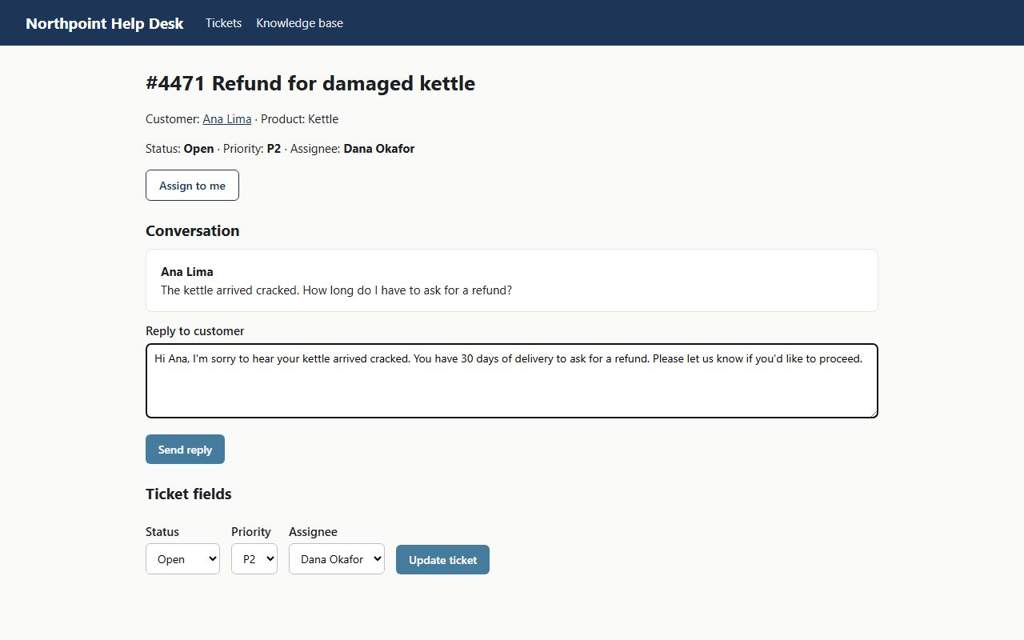 Northpoint Help Desk Tickets Knowledge base
#4471 Refund for damaged kettle
Customer: Ana Lima · Product: Kettle
Status: Open · Priority: P2 · Assignee: Dana Okafor
Assign to me
Conversation
Ana Lima
The kettle arrived cracked. How long do I have to ask for a refund?
Reply to customer
Hi Ana, I'm sorry to hear your kettle arrived cracked. You have 30 days of delivery to ask for a refund. Please let us know if you'd like to proceed.
Send reply
Ticket fields
Status Priority Assignee
Open P2 Dana Okafor Update ticket